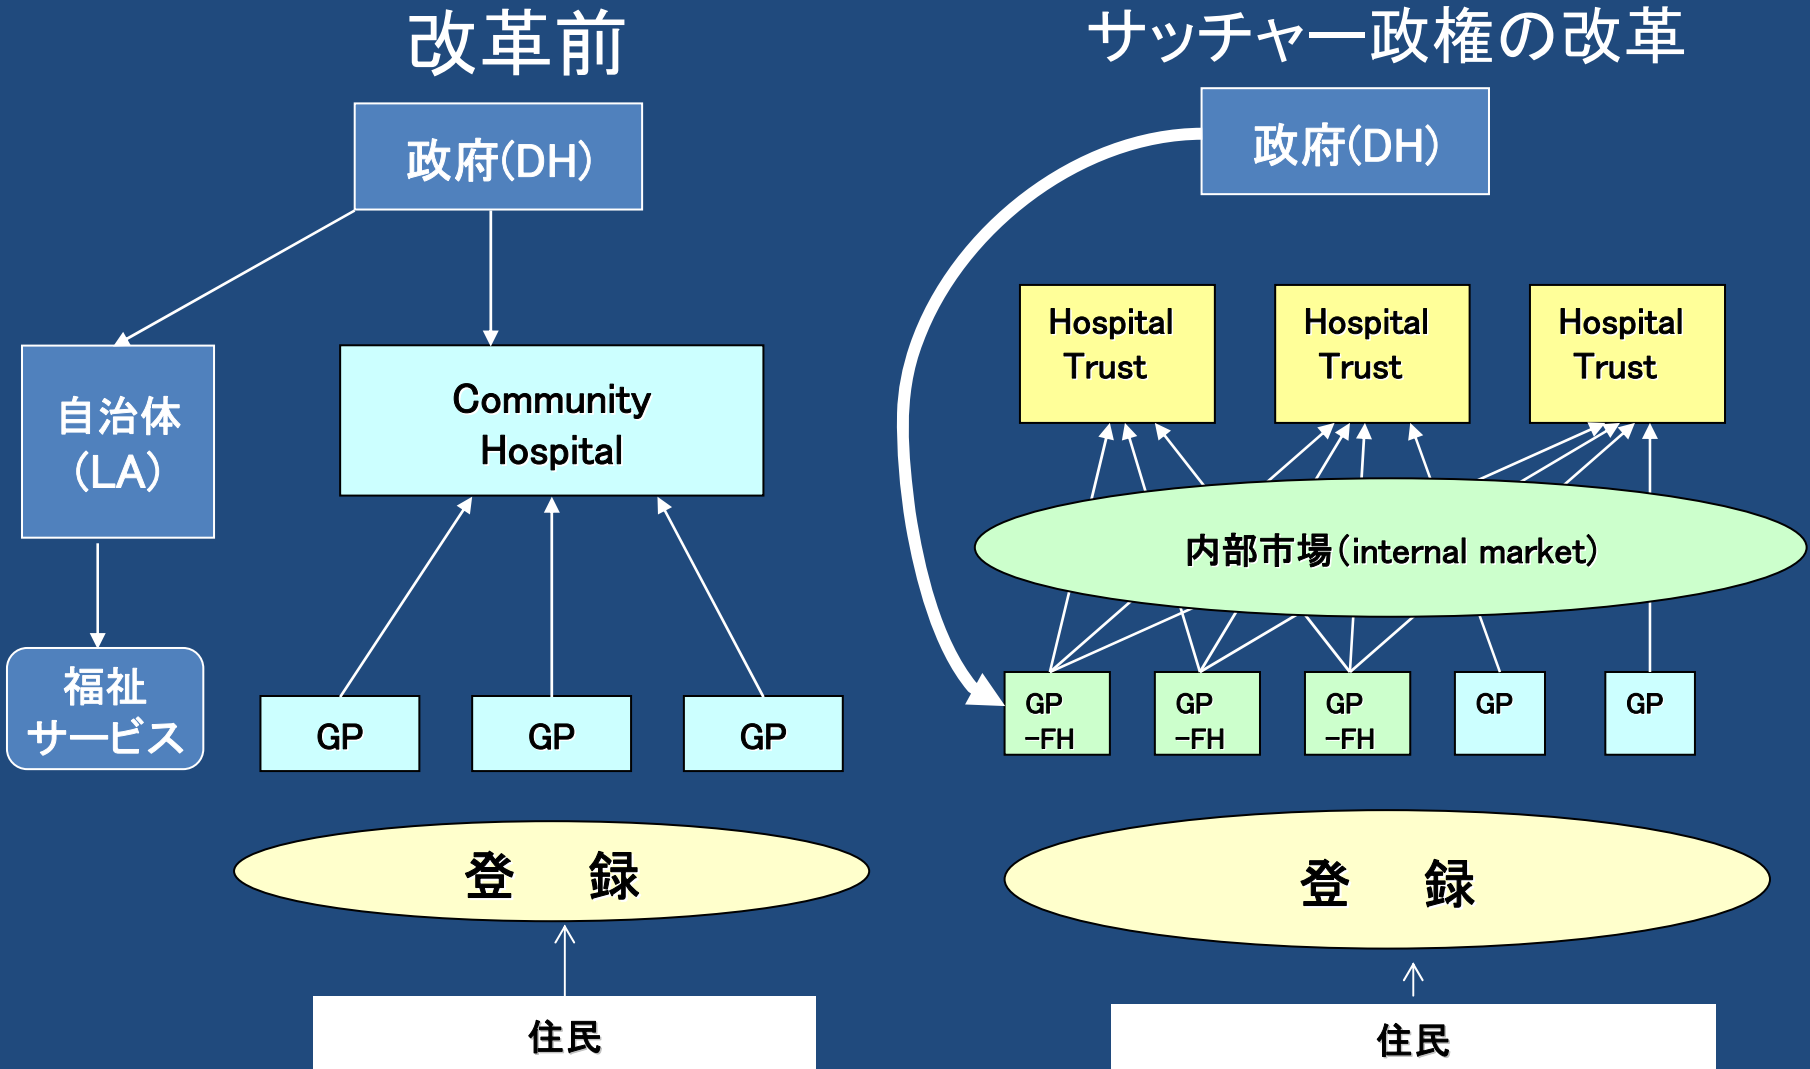 改革前
政府(DH)
自治体
(LA)
Community
Hospital
福祉
サービス
GP
GP
GP
登　録
住民
サッチャー政権の改革
政府(DH)
Hospital
Trust
Hospital
Trust
Hospital
Trust
内部市場(internal market)
GP
-FH
GP
-FH
GP
-FH
GP
GP
登　録
住民